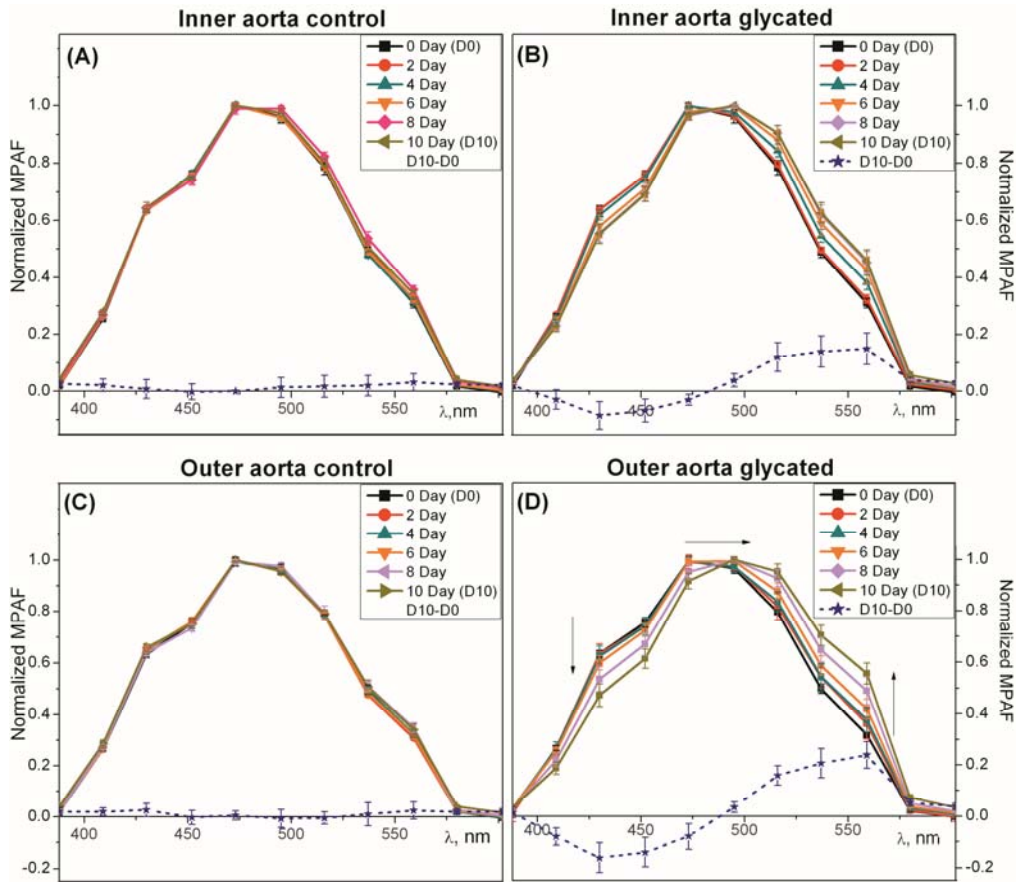 Inner aorta control
Inner aorta glycated
(A)
0 Day (D0)
2 Day
4 Day
6 Day
8 Day
10 Day (D10)
D10-D0
Normalized MPAF
1.0
0.8
0.6
0.4
0.2
0.0
400
450
500
550
λ,nm
(B)
0 Day (D0)
2 Day
4 Day
6 Day
8 Day
10 Day (D10)
D10-D0
1.0
0.8
0.6
0.4
0.2
0.0
Notmalized MPAF
400
450
500
550
λ, nm
Outer aorta control
Outer aorta glycated
(C)
0 Day (D0)
2 Day
4 Day
6 Day
8 Day
10 Day (D10)
D10-D0
Normalized MPAF
1.0
0.8
0.6
0.4
0.2
0.0
-0.2
400
450
500
550
λ, nm
(D)
0 Day (D0)
2 Day
4 Day
6 Day
8 Day
10 Day (D10)
D10-D0
1.0
0.8
0.6
0.4
0.2
0.0
-0.2
Normalized MPAF
400
450
500
550
λ, nm